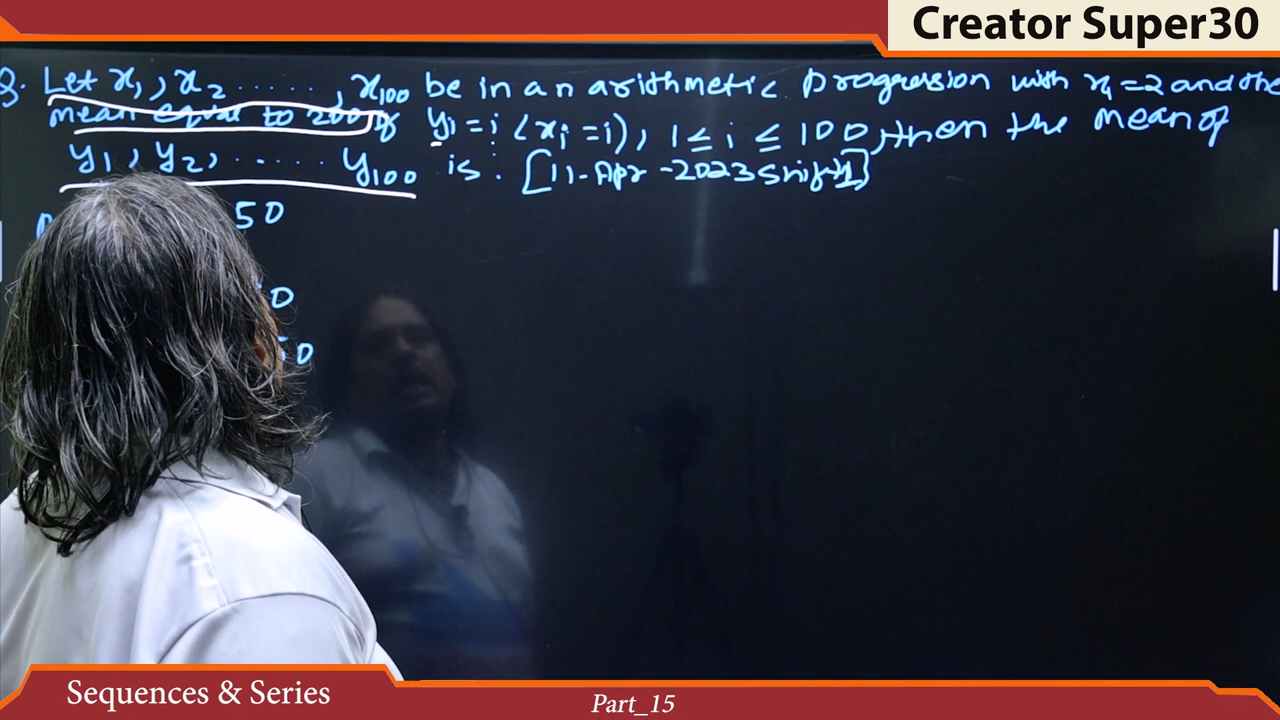 Creator Super30
Q. Let x₁, x₂ ......, x₁₀₀ be in an arithmetic progression with x₁ = 2 and the
mean equal to 200 if yᵢ = i (xᵢ = i), 1 ≤ i ≤ 100, then the mean of
y₁, y₂, ...... y₁₀₀ is : [11-Apr-2023 Shift 1]
50
0
50
Sequences & Series
Part_15